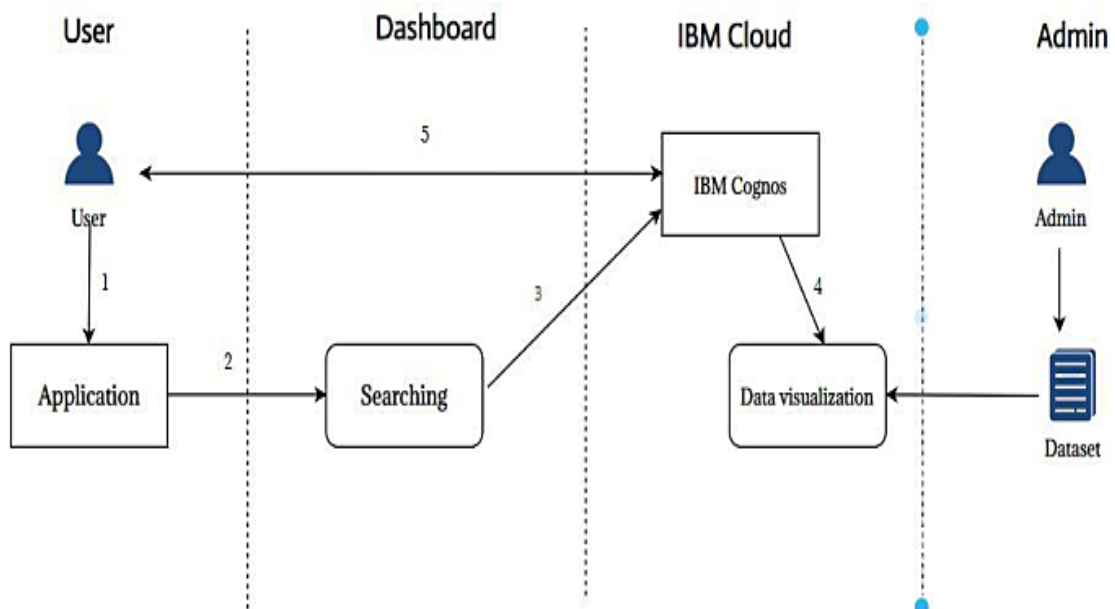 User
Dashboard
IBM Cloud
Admin
5
User
IBM Cognos
Admin
1
2
3
4
Application
Searching
Data visualization
Dataset